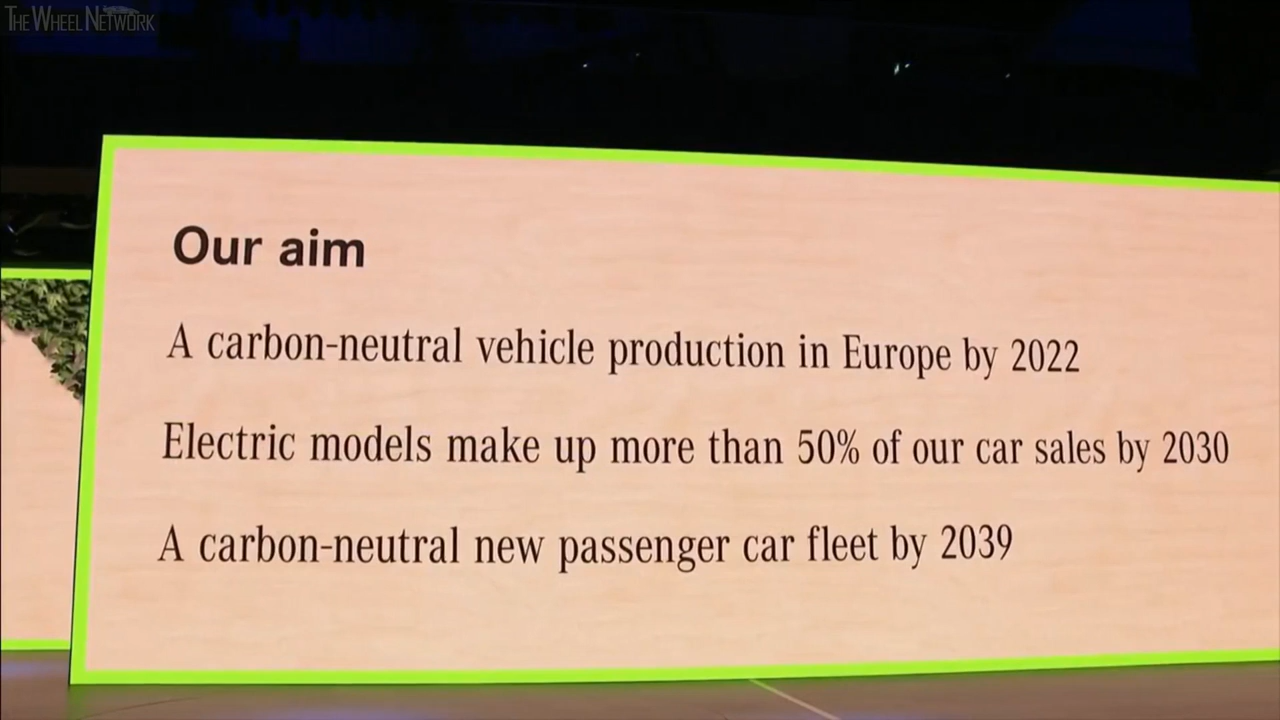 THE WHEEL NETWORK
Our aim
A carbon-neutral vehicle production in Europe by 2022
Electric models make up more than 50% of our car sales by 2030
A carbon-neutral new passenger car fleet by 2039